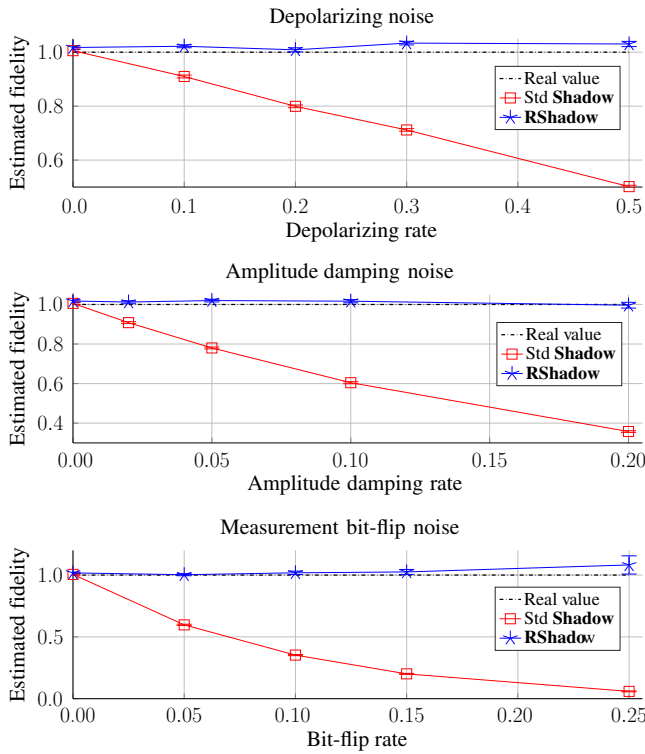 Depolarizing noise
Estimated fidelity
1.0
0.8
0.6
Real value
Std Shadow
RShadow
0.0 0.1 0.2 0.3 0.4 0.5
Depolarizing rate
Amplitude damping noise
Estimated fidelity
1.0
0.8
0.6
0.4
Real value
Std Shadow
RShadow
0.00 0.05 0.10 0.15 0.20
Amplitude damping rate
Measurement bit-flip noise
Estimated fidelity
1.0
0.5
0.0
Real value
Std Shadow
RShadow
0.00 0.05 0.10 0.15 0.20 0.25
Bit-flip rate